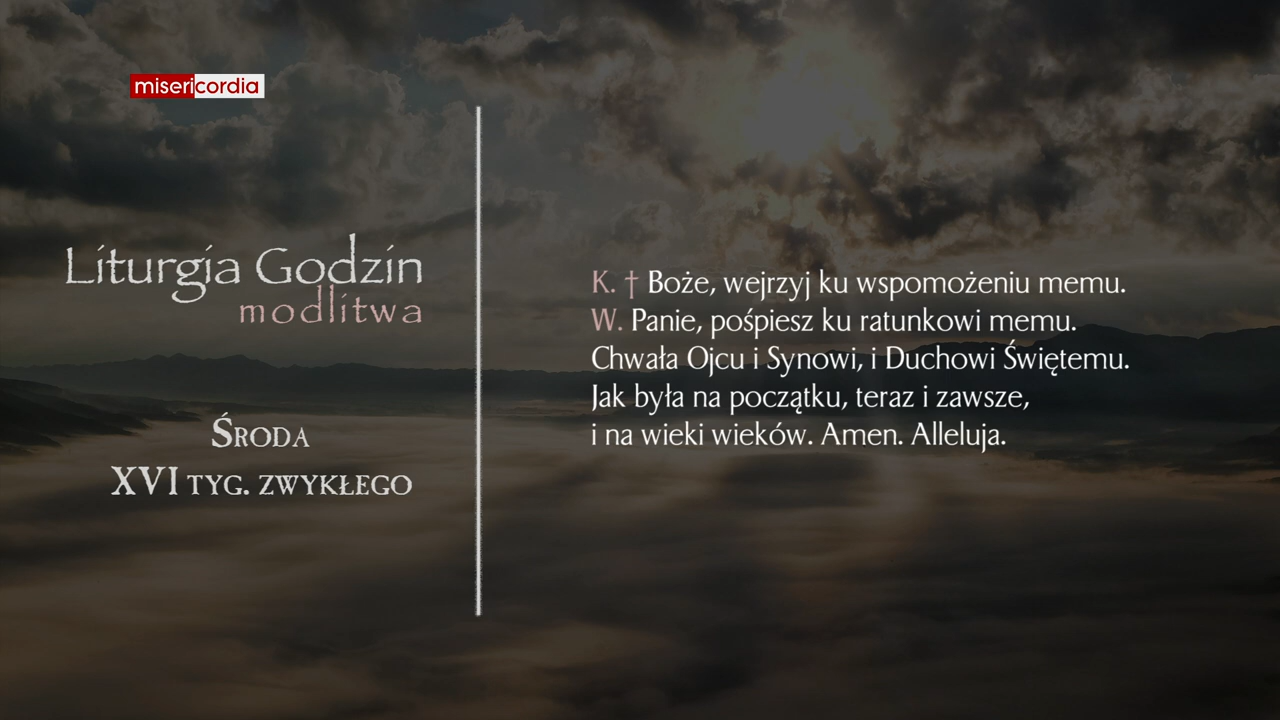 misericordia
Liturgia Godzin
modlitwa
Środa
XVI tyg. zwykłego
K. † Boże, wejrzyj ku wspomożeniu memu.
W. Panie, pośpiesz ku ratunkowi memu.
Chwała Ojcu i Synowi, i Duchowi Świętemu.
Jak była na początku, teraz i zawsze,
i na wieki wieków. Amen. Alleluja.